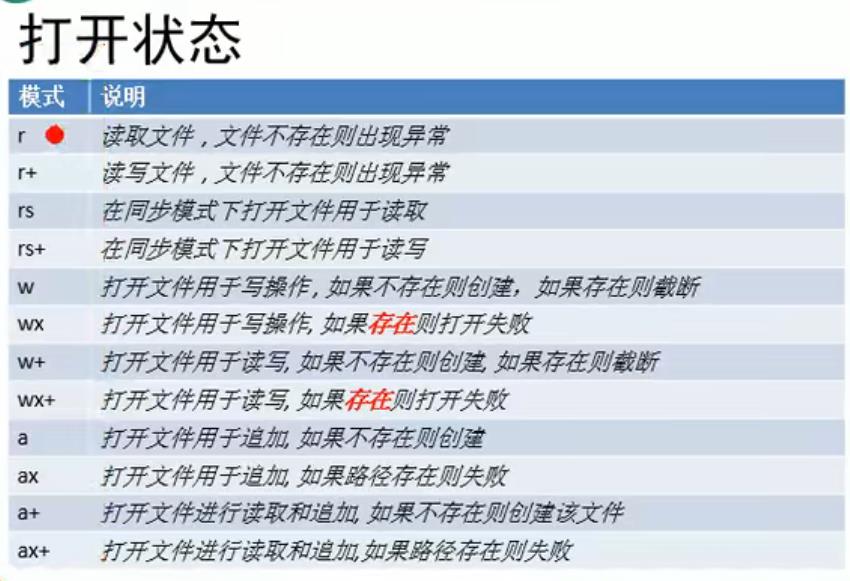 打开状态
模式 说明
r 读取文件，文件不存在则出现异常
r+ 读写文件，文件不存在则出现异常
rs 在同步模式下打开文件用于读取
rs+ 在同步模式下打开文件用于读写
w 打开文件用于写操作, 如果不存在则创建，如果存在则截断
wx 打开文件用于写操作, 如果存在则打开失败
w+ 打开文件用于读写, 如果不存在则创建, 如果存在则截断
wx+ 打开文件用于读写, 如果存在则打开失败
a 打开文件用于追加, 如果不存在则创建
ax 打开文件用于追加, 如果路径存在则失败
a+ 打开文件进行读取和追加, 如果不存在则创建该文件
ax+ 打开文件进行读取和追加,如果路径存在则失败